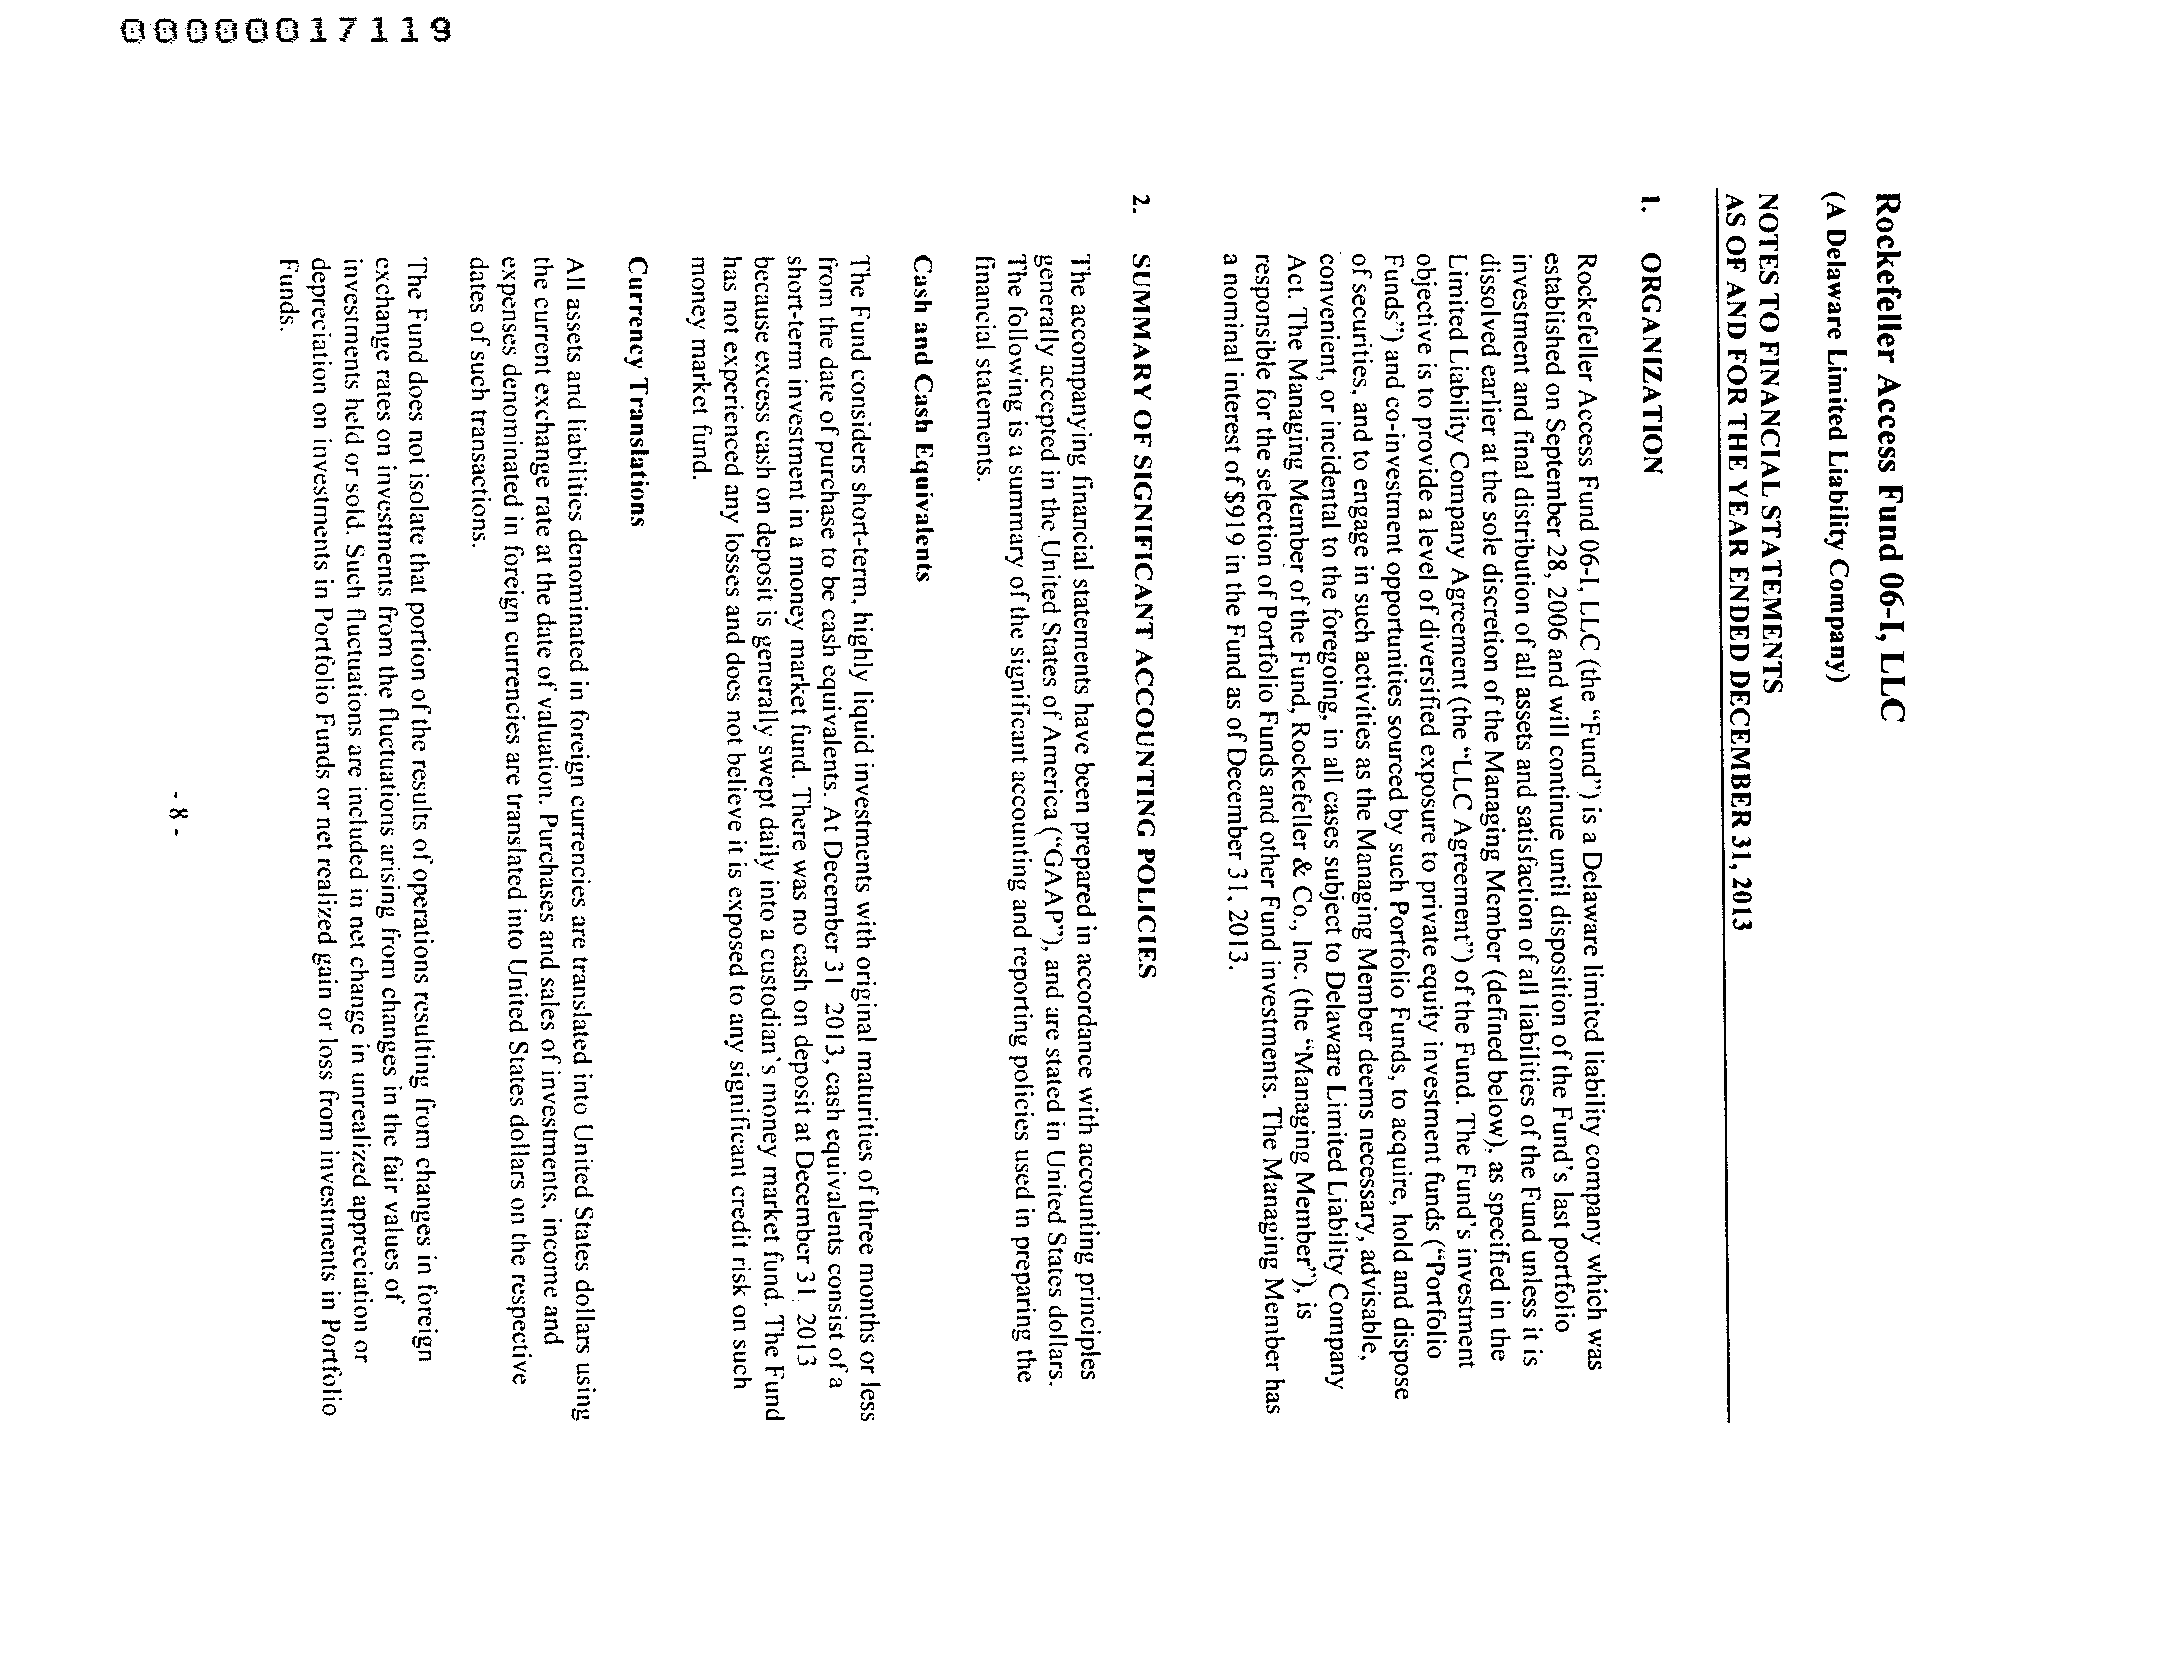 00000017119
Rockefeller Access Fund 06-I, LLC
(A Delaware Limited Liability Company)
NOTES TO FINANCIAL STATEMENTS
AS OF AND FOR THE YEAR ENDED DECEMBER 31, 2013
1. ORGANIZATION
Rockefeller Access Fund 06-I, LLC (the “Fund”) is a Delaware limited liability company which was
established on September 28, 2006 and will continue until disposition of the Fund’s last portfolio
investment and final distribution of all assets and satisfaction of all liabilities of the Fund unless it is
dissolved earlier at the sole discretion of the Managing Member (defined below), as specified in the
Limited Liability Company Agreement (the “LLC Agreement”) of the Fund. The Fund’s investment
objective is to provide a level of diversified exposure to private equity investment funds (“Portfolio
Funds”) and co-investment opportunities sourced by such Portfolio Funds, to acquire, hold and dispose
of securities, and to engage in such activities as the Managing Member deems necessary, advisable,
convenient, or incidental to the foregoing, in all cases subject to Delaware Limited Liability Company
Act. The Managing Member of the Fund, Rockefeller & Co., Inc. (the “Managing Member”), is
responsible for the selection of Portfolio Funds and other Fund investments. The Managing Member has
a nominal interest of $919 in the Fund as of December 31, 2013.
2. SUMMARY OF SIGNIFICANT ACCOUNTING POLICIES
The accompanying financial statements have been prepared in accordance with accounting principles
generally accepted in the United States of America (“GAAP”), and are stated in United States dollars.
The following is a summary of the significant accounting and reporting policies used in preparing the
financial statements.
Cash and Cash Equivalents
The Fund considers short-term, highly liquid investments with original maturities of three months or less
from the date of purchase to be cash equivalents. At December 31 2013, cash equivalents consist of a
short-term investment in a money market fund. There was no cash on deposit at December 31, 2013
because excess cash on deposit is generally swept daily into a custodian’s money market fund. The Fund
has not experienced any losses and does not believe it is exposed to any significant credit risk on such
money market fund.
Currency Translations
All assets and liabilities denominated in foreign currencies are translated into United States dollars using
the current exchange rate at the date of valuation. Purchases and sales of investments, income and
expenses denominated in foreign currencies are translated into United States dollars on the respective
dates of such transactions.
The Fund does not isolate that portion of the results of operations resulting from changes in foreign
exchange rates on investments from the fluctuations arising from changes in the fair values of
investments held or sold. Such fluctuations are included in net change in unrealized appreciation or
depreciation on investments in Portfolio Funds or net realized gain or loss from investments in Portfolio
Funds.
- 8 -